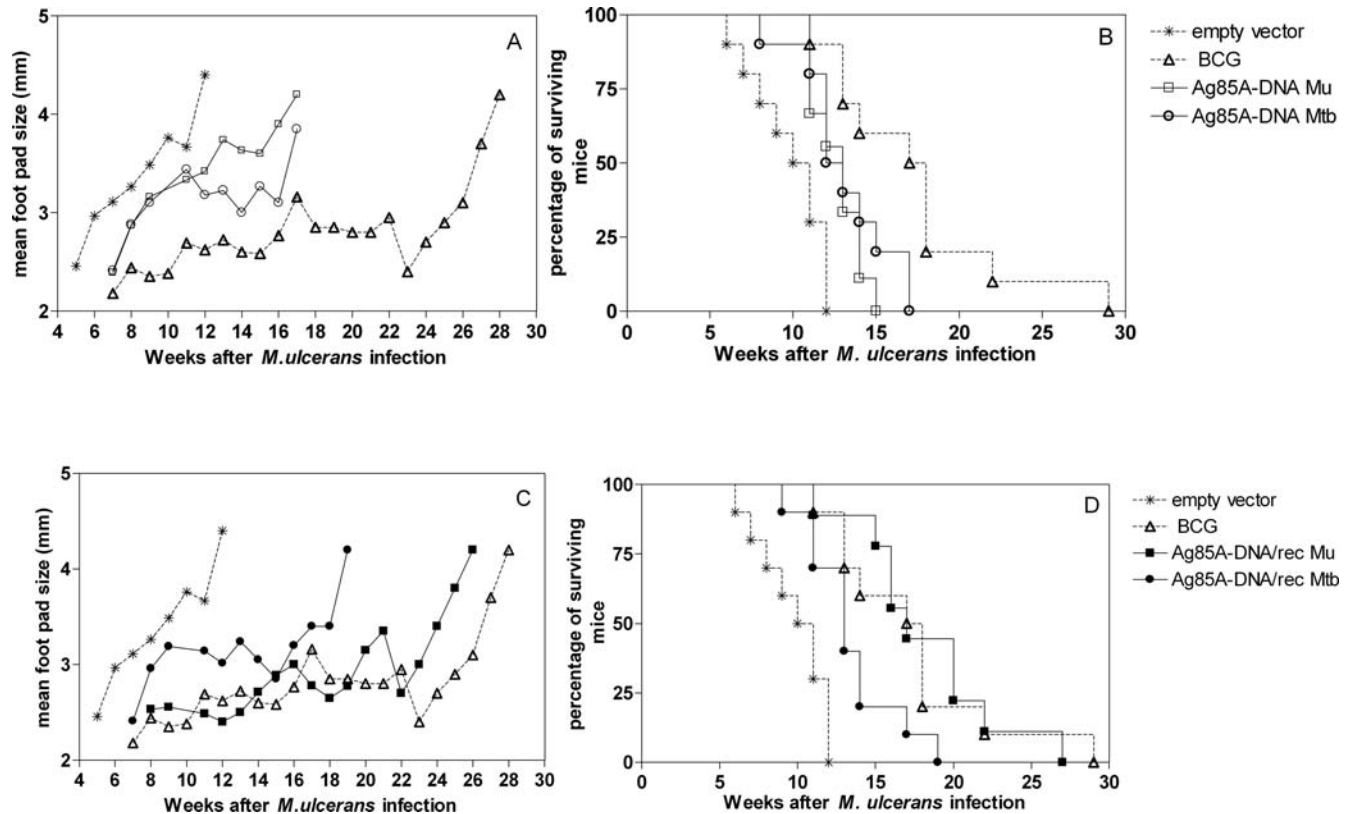 A
mean foot pad size (mm)
5
4
3
2
4 6 8 10 12 14 16 18 20 22 24 26 28 30
Weeks after M.ulcerans infection
B
percentage of surviving
mice
100
75
50
25
0
0 5 10 15 20 25 30
Weeks after M. ulcerans infection
empty vector
BCG
Ag85A-DNA Mu
Ag85A-DNA Mtb
C
mean foot pad size (mm)
5
4
3
2
4 6 8 10 12 14 16 18 20 22 24 26 28 30
Weeks after M.ulcerans infection
D
percentage of surviving
mice
100
75
50
25
0
0 5 10 15 20 25 30
Weeks after M. ulcerans infection
empty vector
BCG
Ag85A-DNA/rec Mu
Ag85A-DNA/rec Mtb